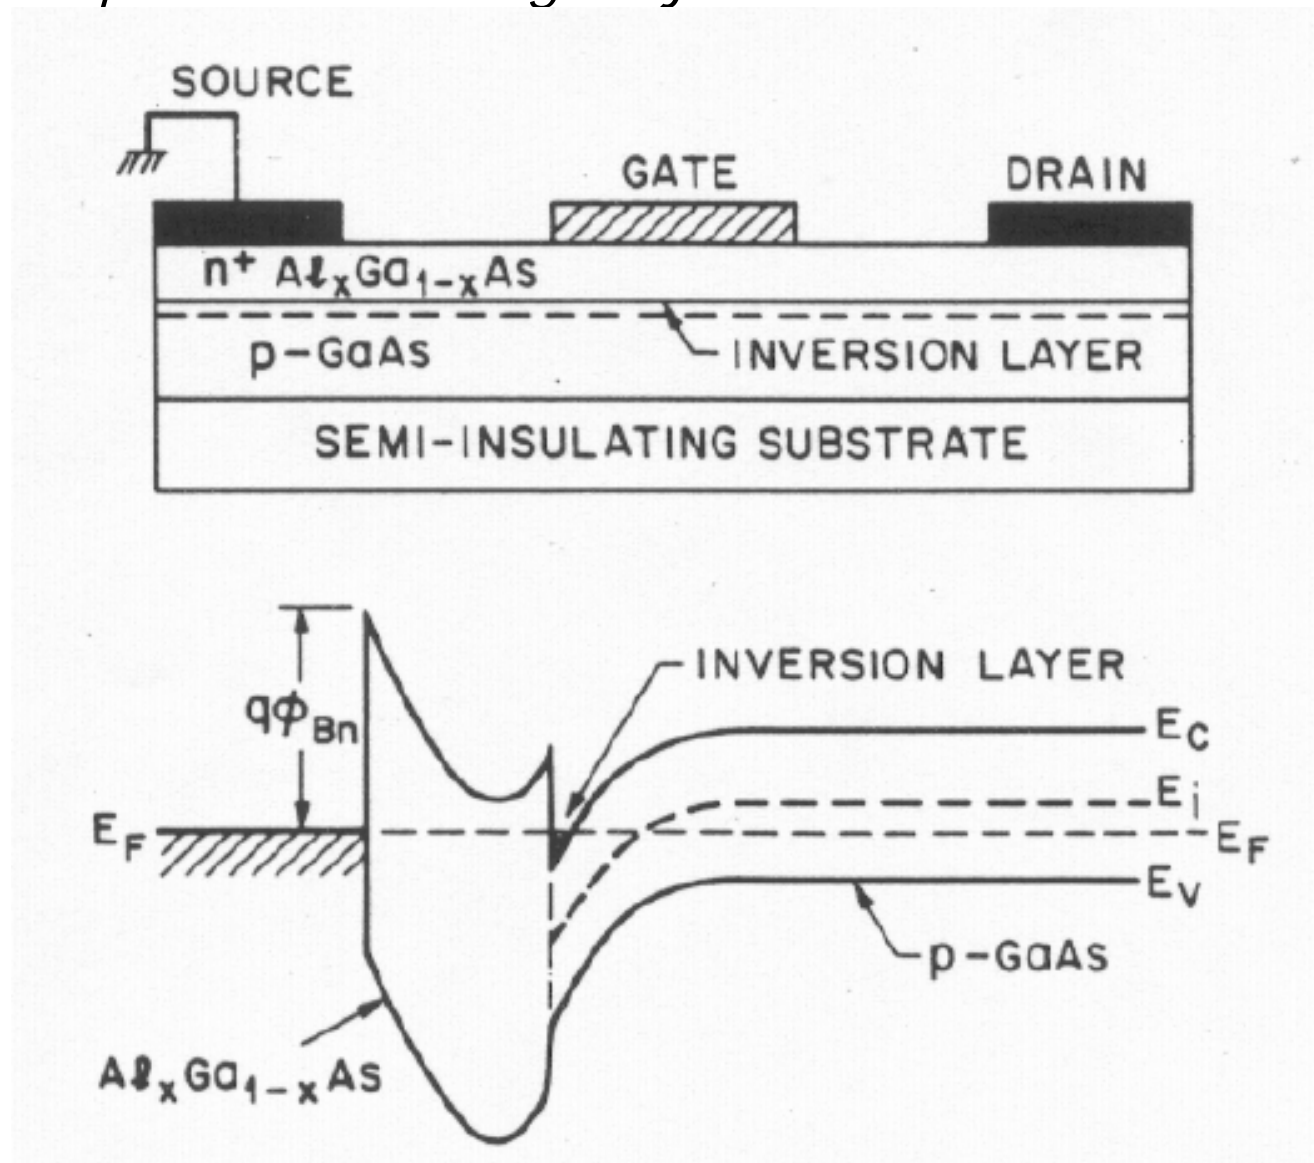 SOURCE
GATE
DRAIN
n⁺ AℓₓGa₁₋ₓAs
p-GaAs
INVERSION LAYER
SEMI-INSULATING SUBSTRATE
INVERSION LAYER
qϕBn
EC
Ei
EF
EF
EV
p-GaAs
AℓₓGa₁₋ₓAs